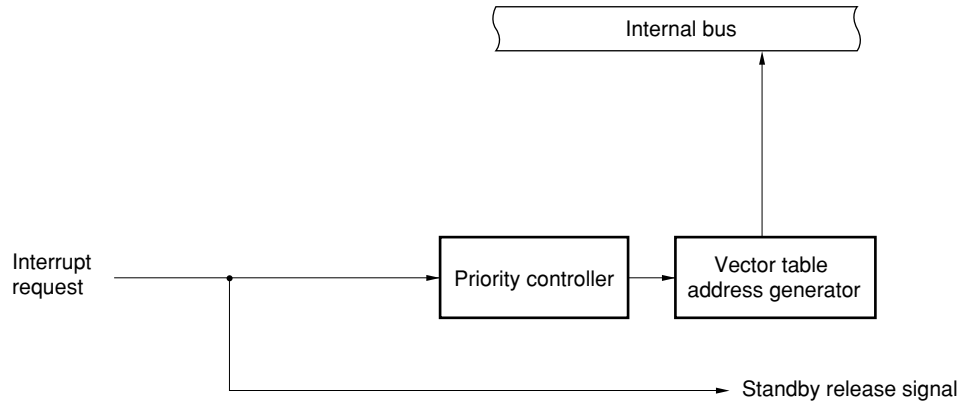 Internal bus
Interrupt
request
Priority controller
Vector table
address generator
Standby release signal